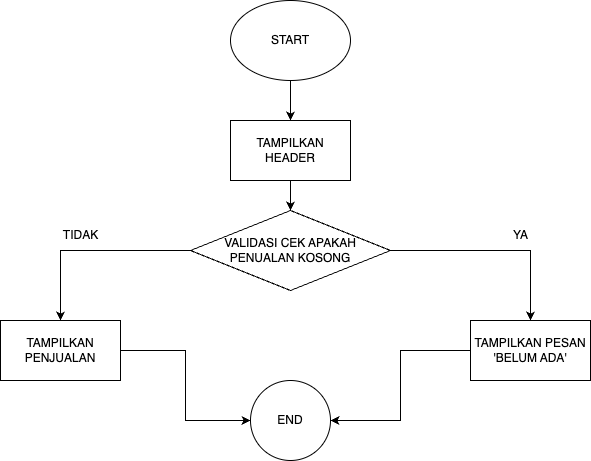 START
TAMPILKAN
HEADER
TIDAK
YA
VALIDASI CEK APAKAH
PENUALAN KOSONG
TAMPILKAN
PENJUALAN
TAMPILKAN PESAN
'BELUM ADA'
END